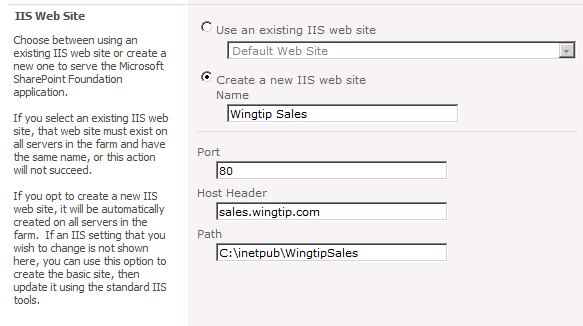 IIS Web Site
Choose between using an
existing IIS web site or create a
new one to serve the Microsoft
SharePoint Foundation
application.
If you select an existing IIS web
site, that web site must exist on
all servers in the farm and have
the same name, or this action
will not succeed.
If you opt to create a new IIS
web site, it will be automatically
created on all servers in the
farm. If an IIS setting that you
wish to change is not shown
here, you can use this option to
create the basic site, then
update it using the standard IIS
tools.
Use an existing IIS web site
Default Web Site
Create a new IIS web site
Name
Wingtip Sales
Port
80
Host Header
sales.wingtip.com
Path
C:\inetpub\WingtipSales